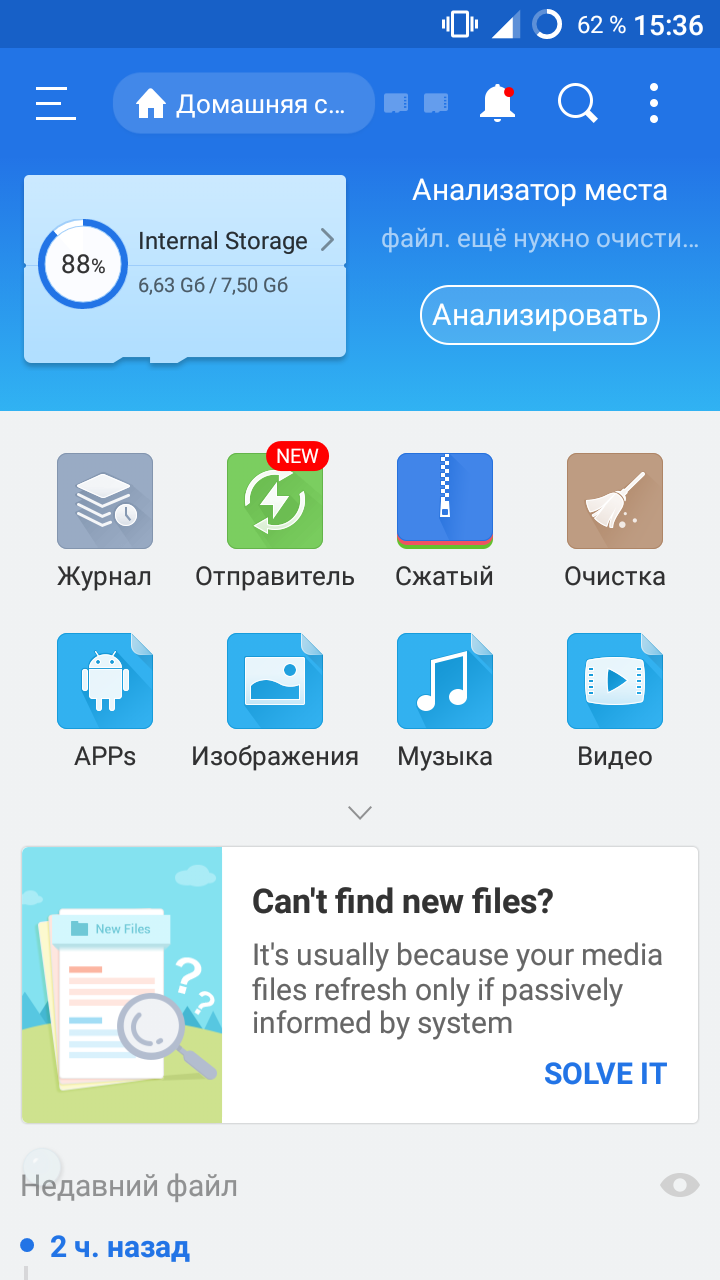 62 % 15:36
Домашняя с...
Internal Storage
88%
6,63 Gб / 7,50 Gб
Анализатор места
файл. ещё нужно очисти...
Анализировать
NEW
Журнал Отправитель Сжатый Очистка
APPs Изображения Музыка Видео
New Files
Can't find new files?
It's usually because your media
files refresh only if passively
informed by system
SOLVE IT
Недавний файл
2 ч. назад